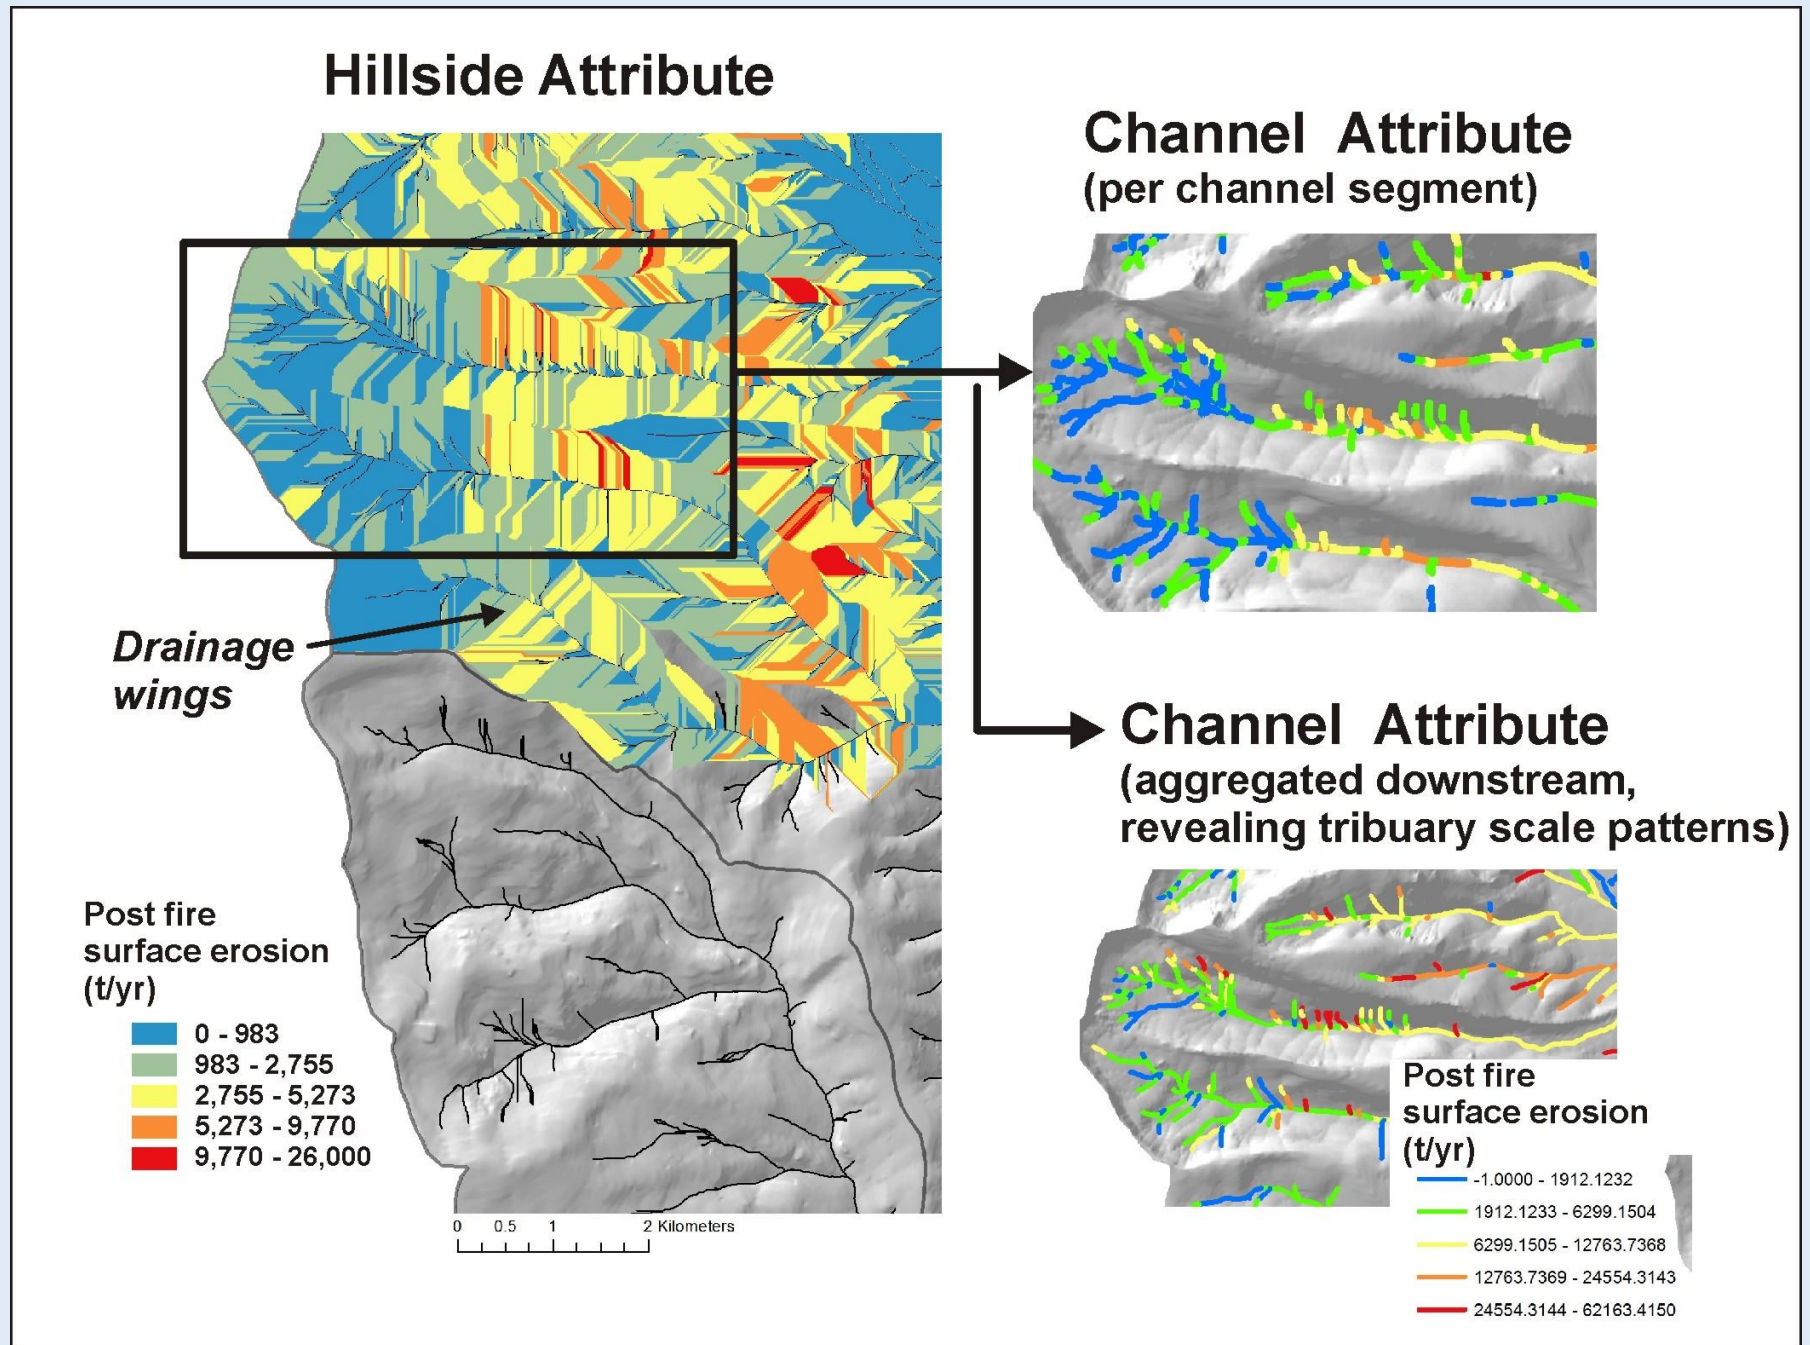 Hillside Attribute
Channel Attribute
(per channel segment)
Drainage
wings
Channel Attribute
(aggregated downstream,
revealing tribuary scale patterns)
Post fire
surface erosion
(t/yr)
0 - 983
983 - 2,755
2,755 - 5,273
5,273 - 9,770
9,770 - 26,000
0 0.5 1 2 Kilometers
Post fire
surface erosion
(t/yr)
-1.0000 - 1912.1232
1912.1233 - 6299.1504
6299.1505 - 12763.7368
12763.7369 - 24554.3143
24554.3144 - 62163.4150